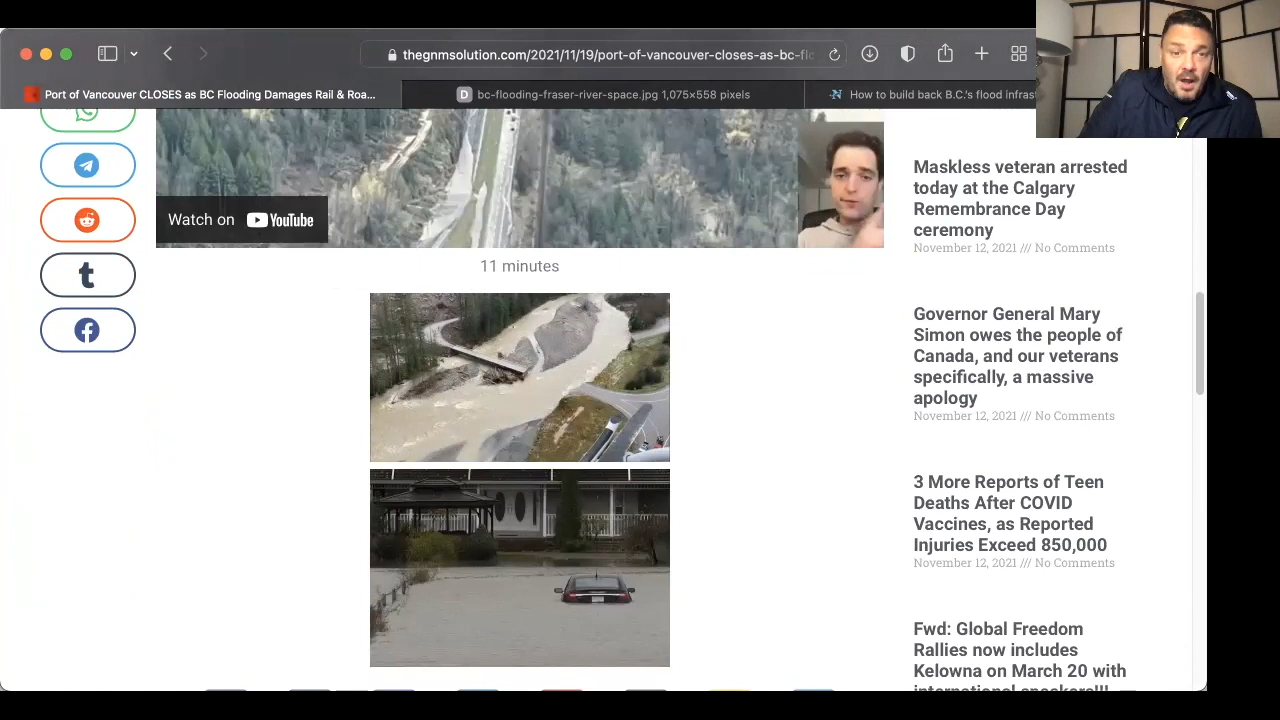 thegnmsolution.com/2021/11/19/port-of-vancouver-closes-as-bc-flo
Port of Vancouver CLOSES as BC Flooding Damages Rail & Roa...
bc-flooding-fraser-river-space.jpg 1,075×558 pixels
How to build back B.C.'s flood infras
Watch on YouTube
11 minutes
Maskless veteran arrested
today at the Calgary
Remembrance Day
ceremony
November 12, 2021 /// No Comments
Governor General Mary
Simon owes the people of
Canada, and our veterans
specifically, a massive
apology
November 12, 2021 /// No Comments
3 More Reports of Teen
Deaths After COVID
Vaccines, as Reported
Injuries Exceed 850,000
November 12, 2021 /// No Comments
Fwd: Global Freedom
Rallies now includes
Kelowna on March 20 with
international speakers!!!